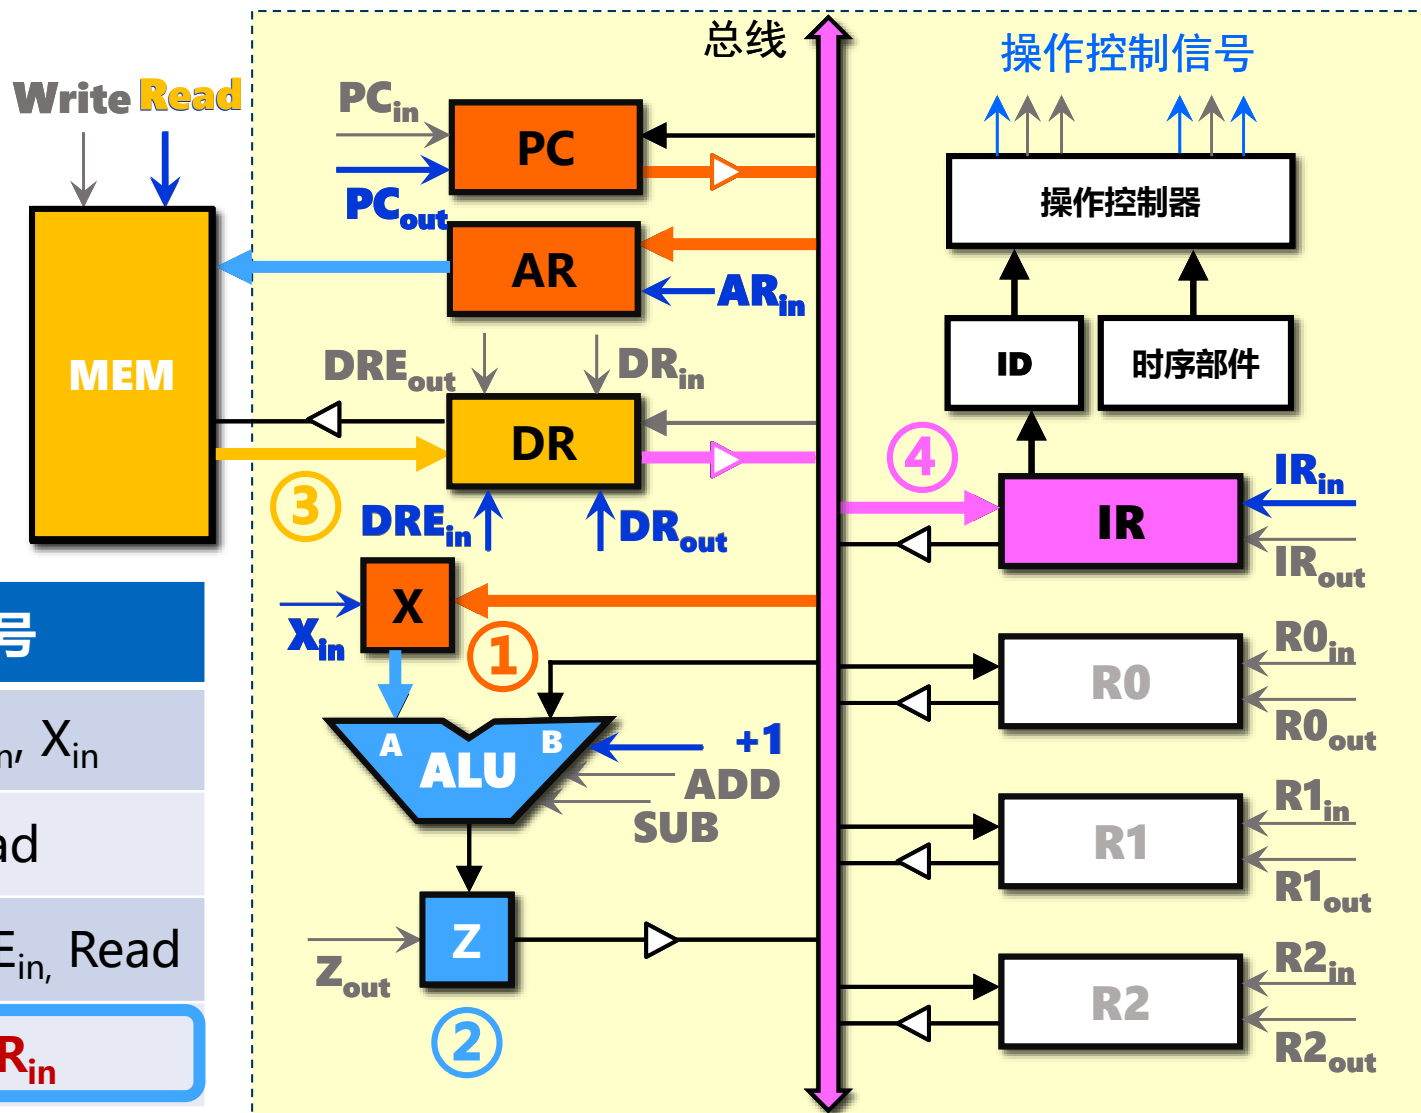 总线
操作控制信号
Write Read
PCin
PC
PCout
操作控制器
AR
ARin
MEM
DREout
DRin
ID
时序部件
DR
④
③
DREin
DRout
IRin
IR
IRout
X
Xin
①
号
R0in
R0
R0out
n, Xin
A
B
+1
ALU
ADD
SUB
R1in
R1
R1out
ad
Ein, Read
Z
Zout
R2in
R2
R2out
②
Rin